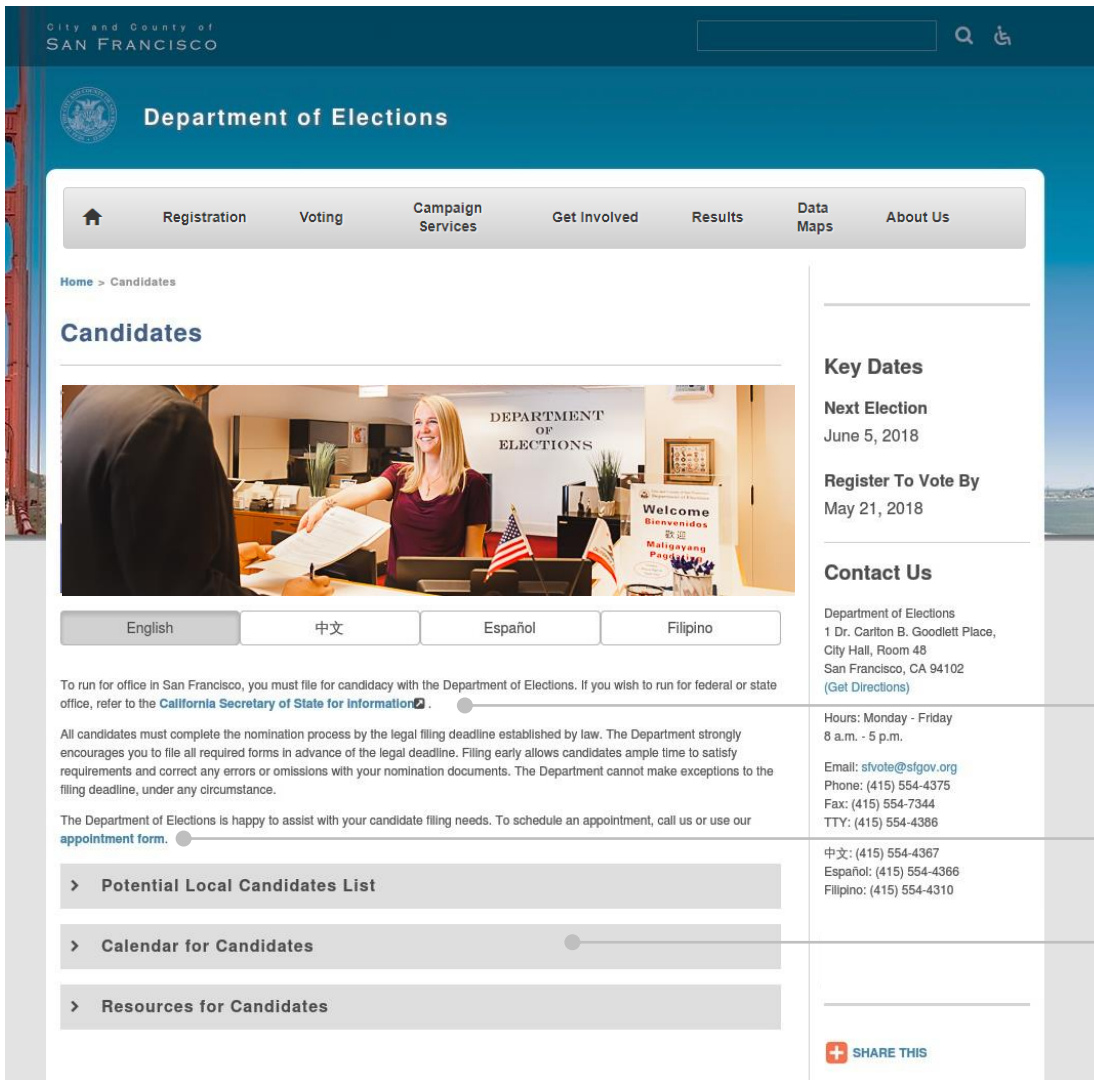 City and County of
SAN FRANCISCO
Department of Elections
Registration
Voting
Campaign
Services
Get Involved
Results
Data
Maps
About Us
Home > Candidates
Candidates
DEPARTMENT
OF
ELECTIONS
Welcome
Bienvenidos
歡迎
Maligayang
English
中文
Español
Filipino
To run for office in San Francisco, you must file for candidacy with the Department of Elections. If you wish to run for federal or state
office, refer to the California Secretary of State for Information .
All candidates must complete the nomination process by the legal filing deadline established by law. The Department strongly
encourages you to file all required forms in advance of the legal deadline. Filing early allows candidates ample time to satisfy
requirements and correct any errors or omissions with your nomination documents. The Department cannot make exceptions to the
filing deadline, under any circumstance.
The Department of Elections is happy to assist with your candidate filing needs. To schedule an appointment, call us or use our
appointment form.
> Potential Local Candidates List
> Calendar for Candidates
> Resources for Candidates
Key Dates
Next Election
June 5, 2018
Register To Vote By
May 21, 2018
Contact Us
Department of Elections
1 Dr. Carlton B. Goodlett Place,
City Hall, Room 48
San Francisco, CA 94102
(Get Directions)
Hours: Monday - Friday
8 a.m. - 5 p.m.
Email: sfvote@sfgov.org
Phone: (415) 554-4375
Fax: (415) 554-7344
TTY: (415) 554-4386
中文: (415) 554-4367
Español: (415) 554-4366
Filipino: (415) 554-4310
SHARE THIS